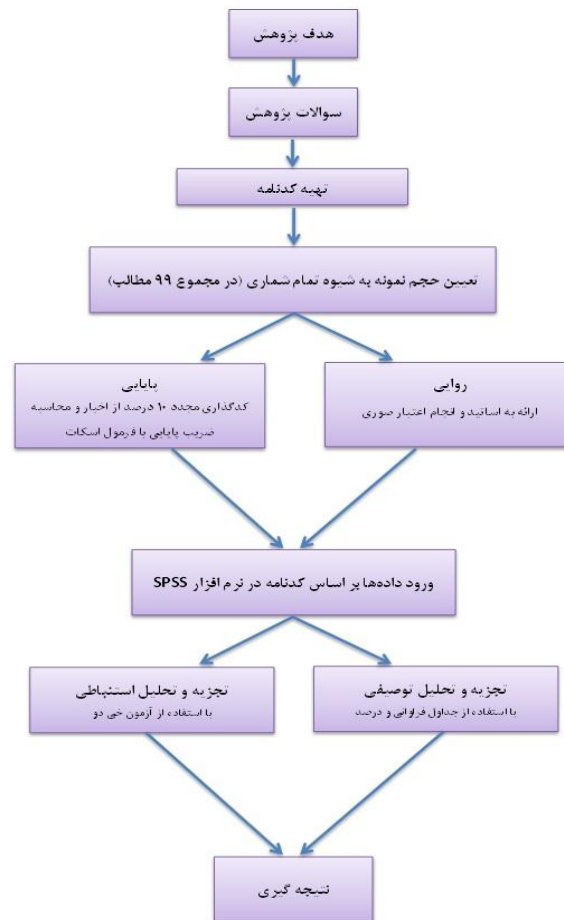 هدف پژوهش
سوالات پژوهش
تهیه کدنامه
تعیین حجم نمونه به شیوه تمام شماری (در مجموع ۹۹ مطالب)
روایی
ارائه به اساتید و انجام اعتبار صوری
پایایی
کدگذاری مجدد ۱۰ درصد از اخبار و محاسبه
ضریب پایایی با فرمول اسکات
ورود داده‌ها بر اساس کدنامه در نرم افزار SPSS
تجزیه و تحلیل توصیفی
با استفاده از جداول فراوانی و درصد
تجزیه و تحلیل استنباطی
با استفاده از آزمون خی دو
نتیجه گیری